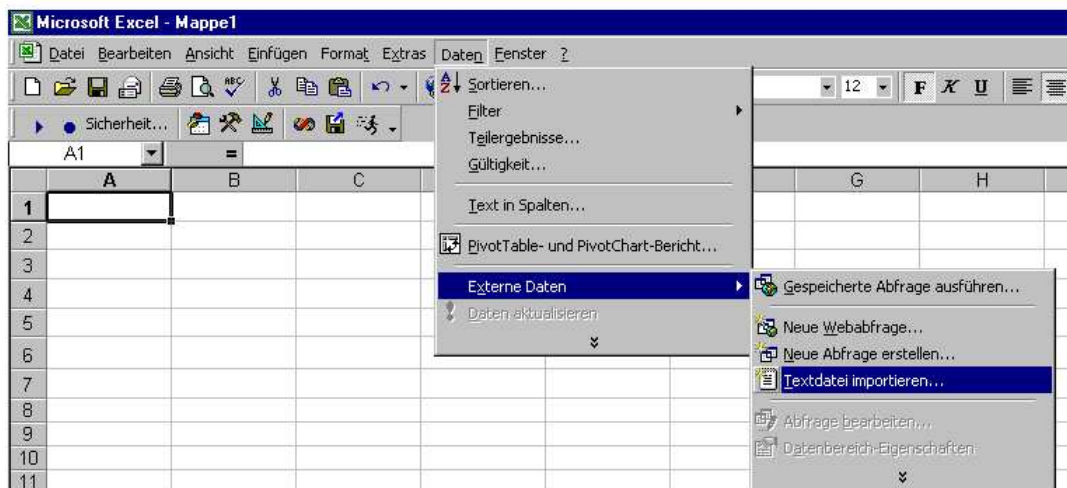 Microsoft Excel - Mappe1
Datei Bearbeiten Ansicht Einfügen Format Extras Daten Fenster ?
ABC 12 F K U
Sicherheit...
A1 =
A B C G H
1
2
3
4
5
6
7
8
9
10
11
Sortieren...
Filter
Teilergebnisse...
Gültigkeit...
Text in Spalten...
PivotTable- und PivotChart-Bericht...
Externe Daten
Daten aktualisieren
Gespeicherte Abfrage ausführen...
Neue Webabfrage...
Neue Abfrage erstellen...
Textdatei importieren...
Abfrage bearbeiten...
Datenbereich-Eigenschaften